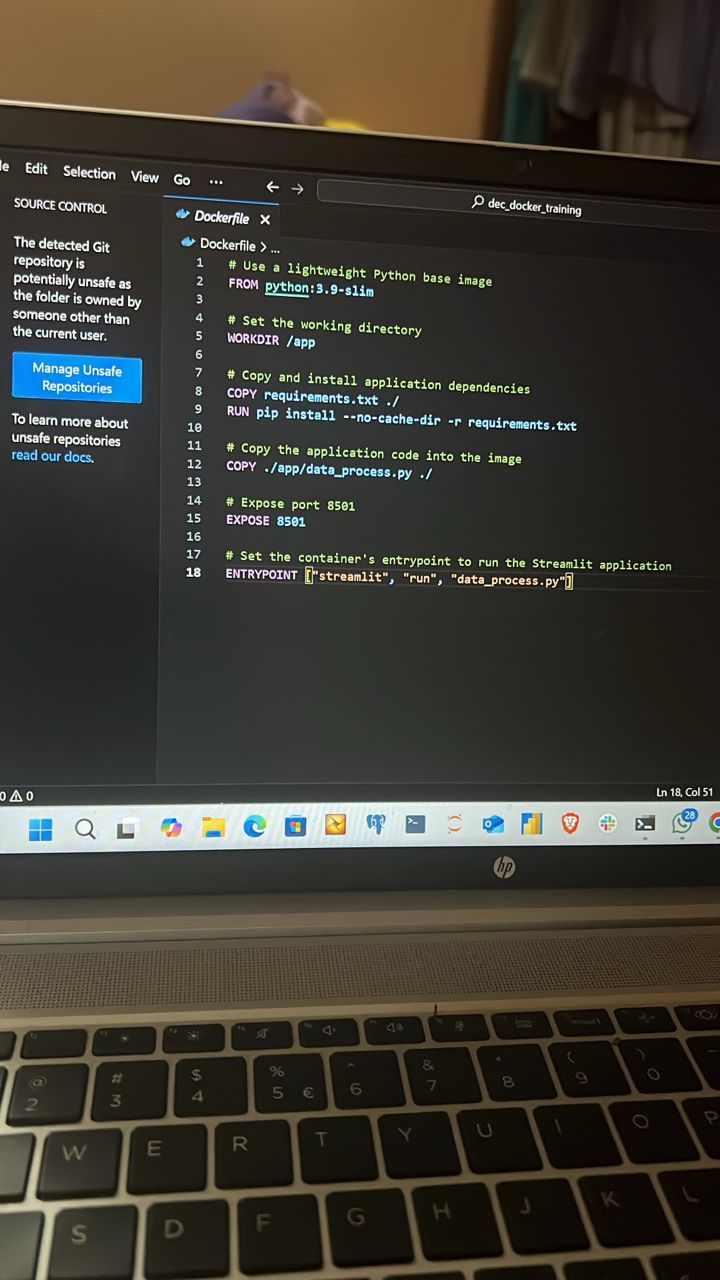 le Edit Selection View Go ...
dec_docker_training
SOURCE CONTROL
The detected Git
repository is
potentially unsafe as
the folder is owned by
someone other than
the current user.
Manage Unsafe
Repositories
To learn more about
unsafe repositories
read our docs.
Dockerfile
Dockerfile > ...
1 # Use a lightweight Python base image
2 FROM python:3.9-slim
3
4 # Set the working directory
5 WORKDIR /app
6
7 # Copy and install application dependencies
8 COPY requirements.txt ./
9 RUN pip install --no-cache-dir -r requirements.txt
10
11 # Copy the application code into the image
12 COPY ./app/data_process.py ./
13
14 # Expose port 8501
15 EXPOSE 8501
16
17 # Set the container's entrypoint to run the Streamlit application
18 ENTRYPOINT ["streamlit", "run", "data_process.py"]
0 0
Ln 18, Col 51
28
hp
@ # $ % ^ & * ( )
2 3 4 5 € 6 7 8 9 0
W E R T Y U I O P
S D F G H J K L